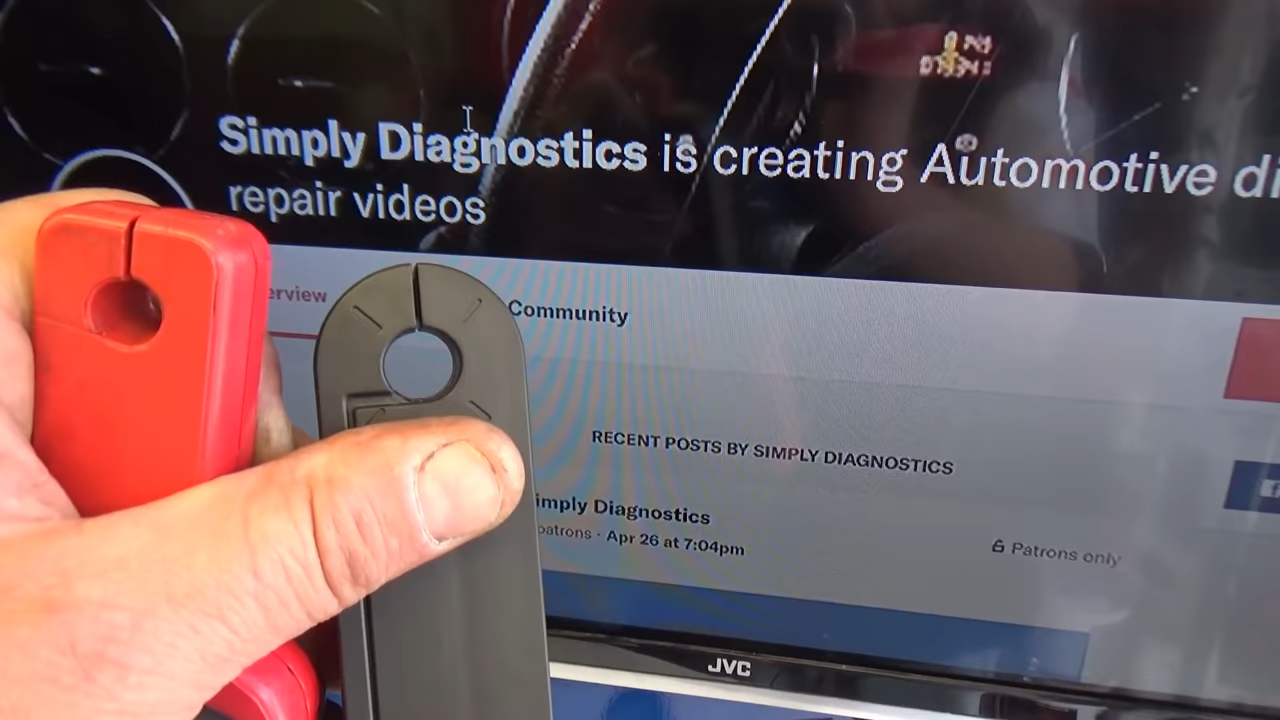 Simply Diagnostics is creating Automotive di
repair videos
erview
Community
RECENT POSTS BY SIMPLY DIAGNOSTICS
imply Diagnostics
patrons · Apr 26 at 7:04pm
Patrons only
JVC